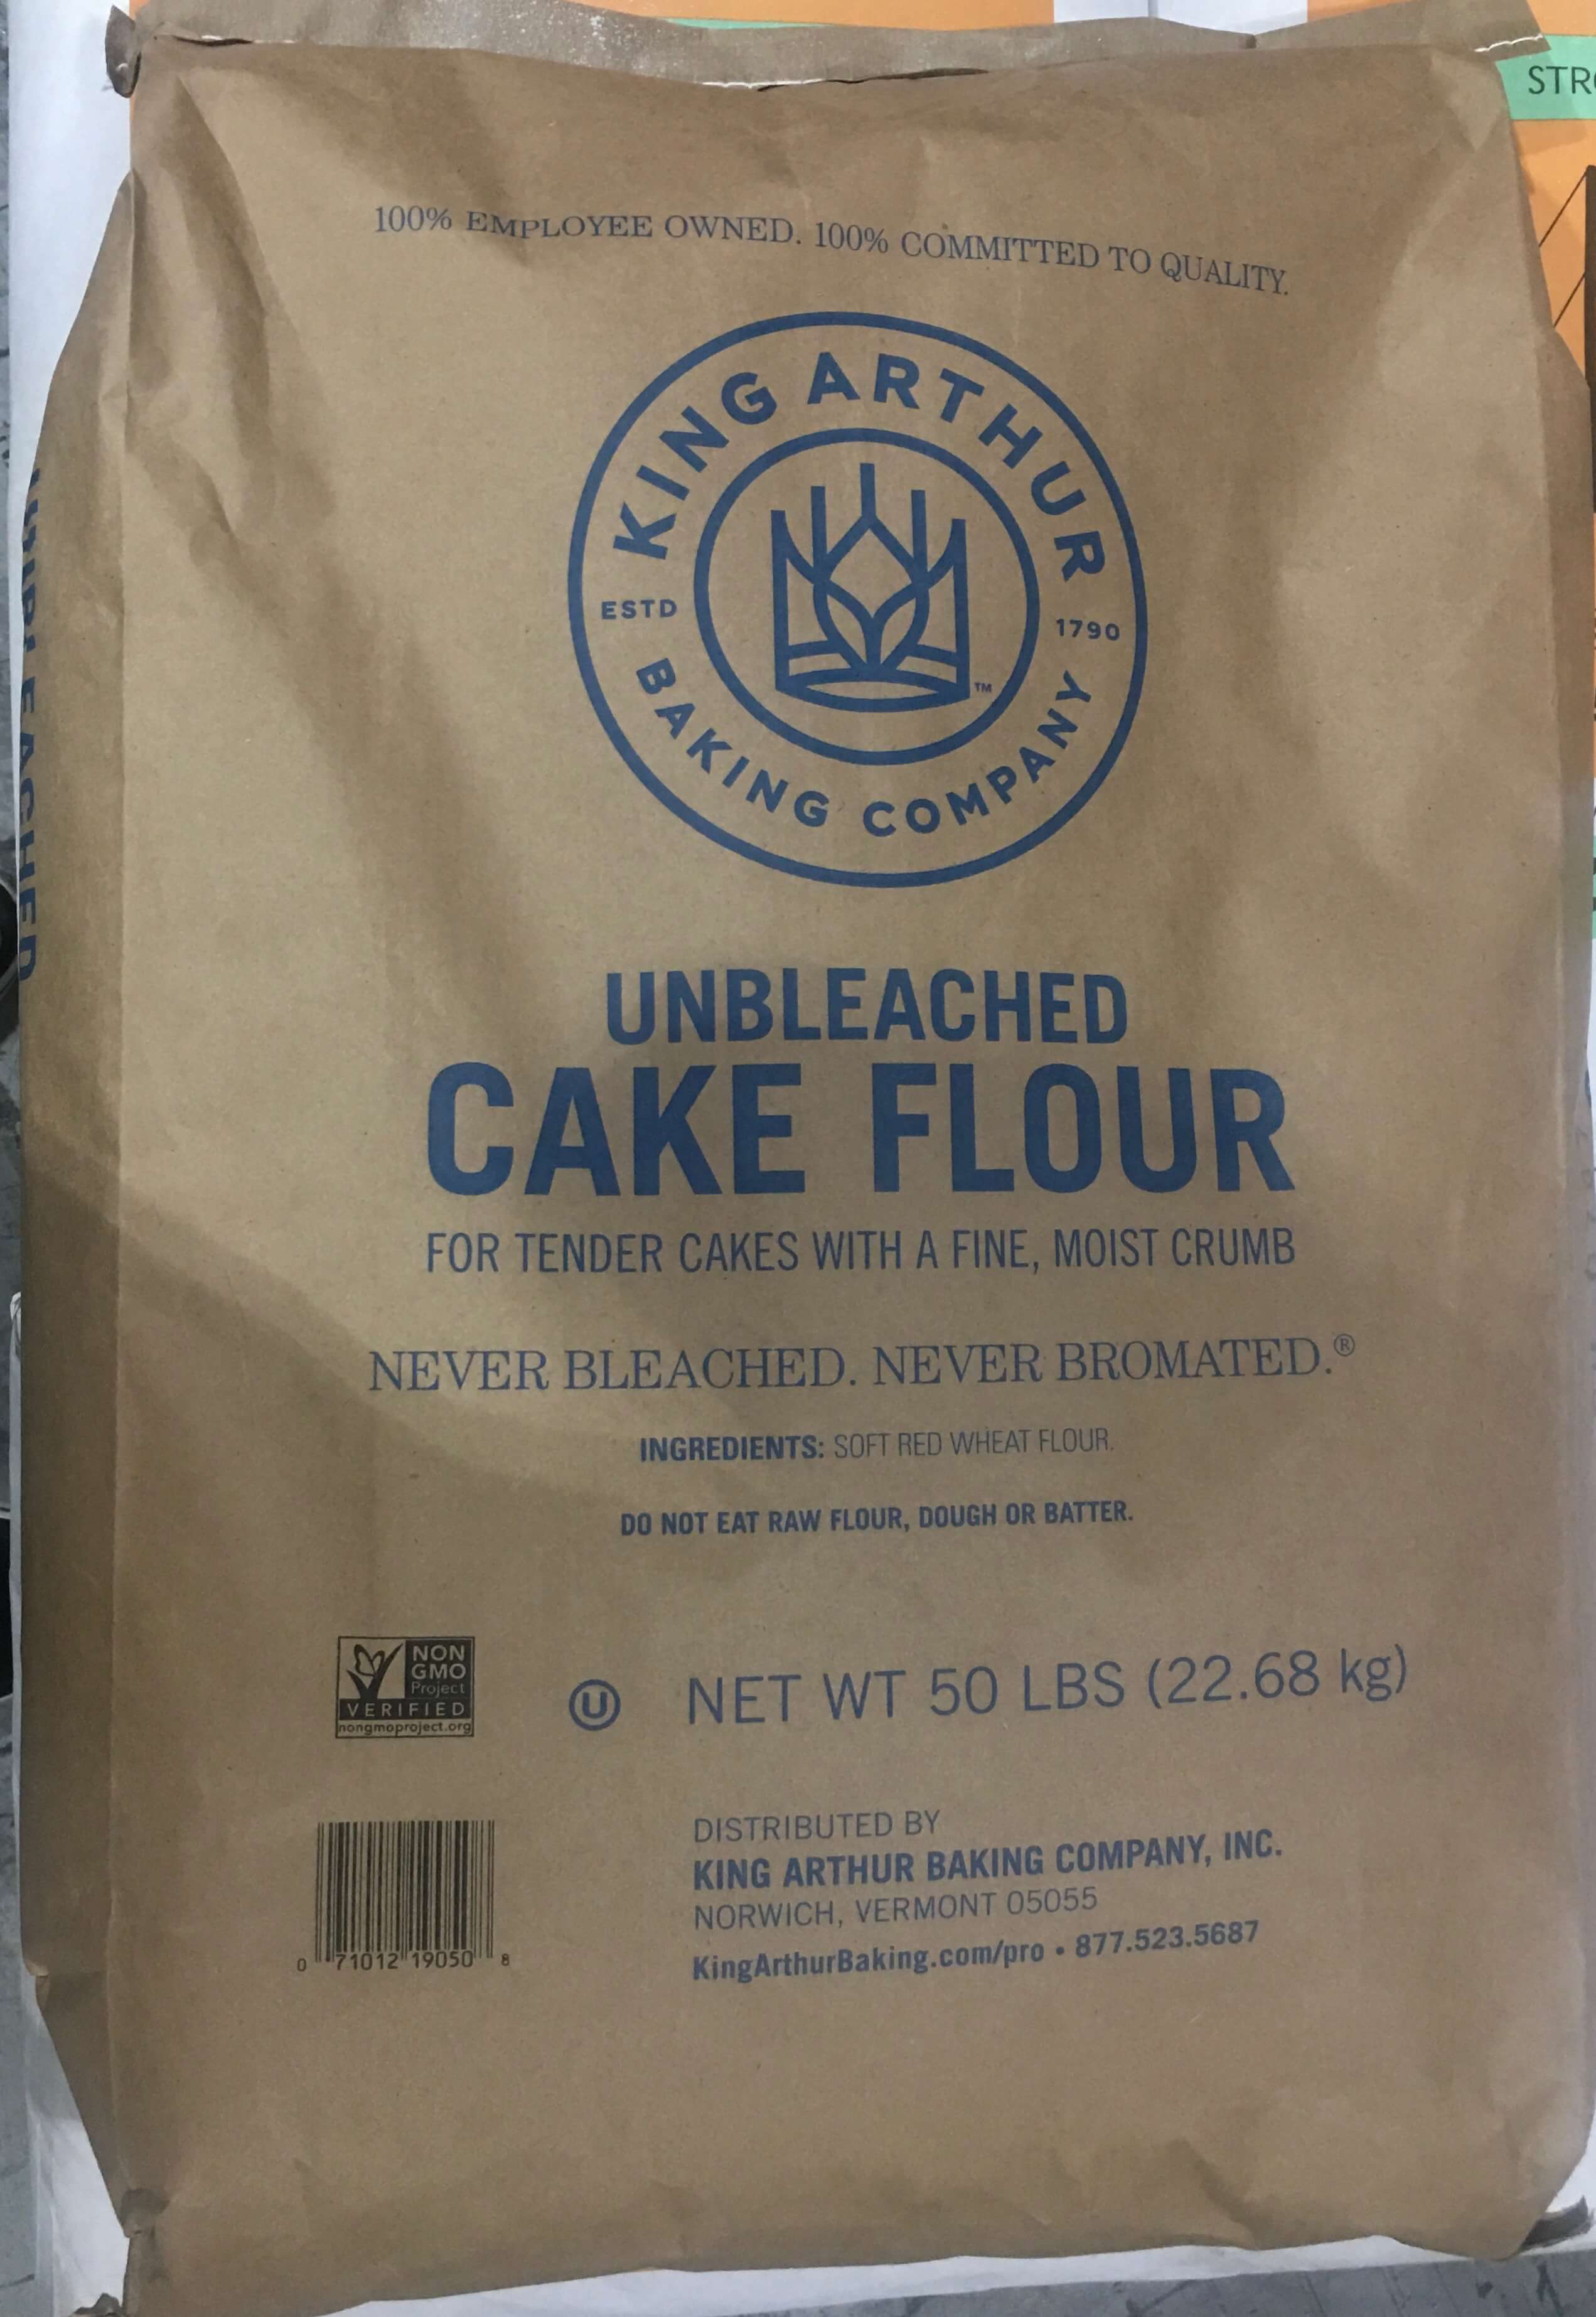 STR
100% EMPLOYEE OWNED. 100% COMMITTED TO QUALITY.
KING ARTHUR
ESTD 1790
BAKING COMPANY
™
UNBLEACHED
UNBLEACHED
CAKE FLOUR
FOR TENDER CAKES WITH A FINE, MOIST CRUMB
NEVER BLEACHED. NEVER BROMATED.®
INGREDIENTS: SOFT RED WHEAT FLOUR.
DO NOT EAT RAW FLOUR, DOUGH OR BATTER.
NON
GMO
Project
VERIFIED
nongmoproject.org
U NET WT 50 LBS (22.68 kg)
DISTRIBUTED BY
KING ARTHUR BAKING COMPANY, INC.
NORWICH, VERMONT 05055
KingArthurBaking.com/pro • 877.523.5687
0 71012 19050 8